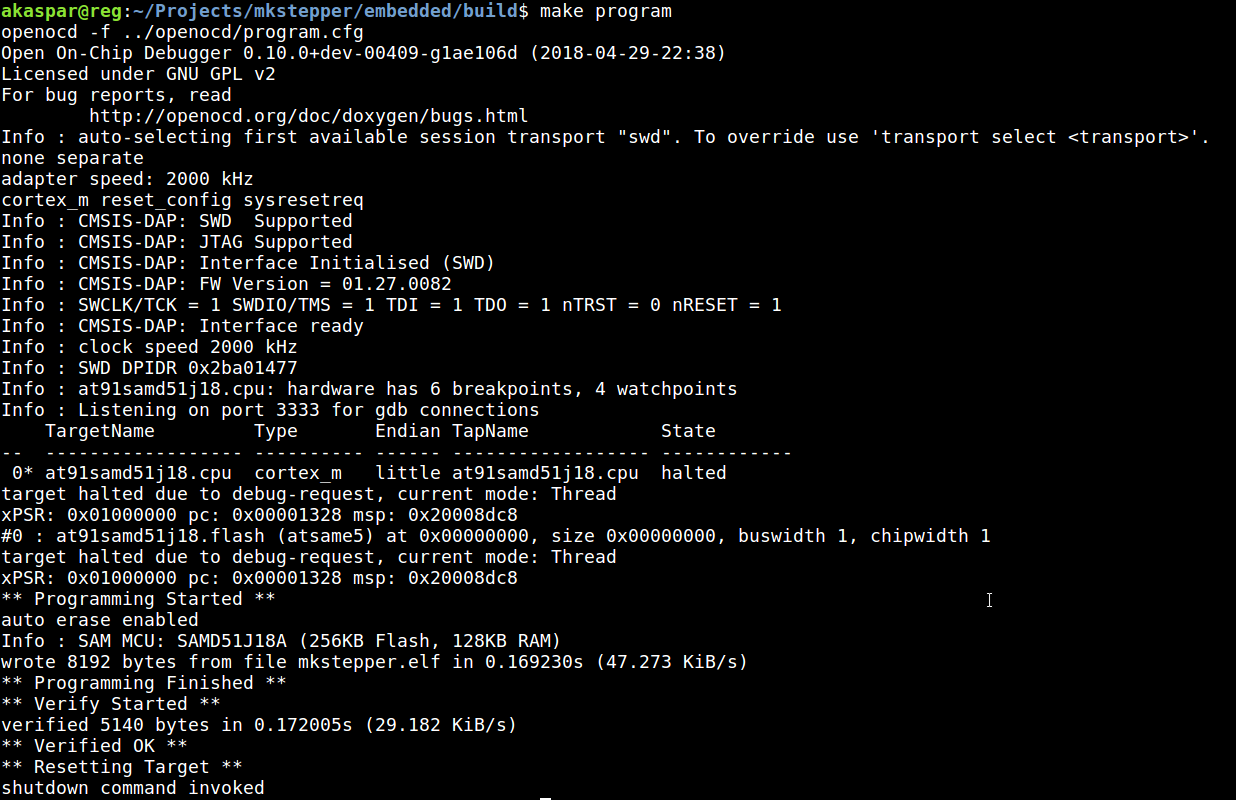 akaspar@reg:~/Projects/mkstepper/embedded/build$ make program
openocd -f ../openocd/program.cfg
Open On-Chip Debugger 0.10.0+dev-00409-g1ae106d (2018-04-29-22:38)
Licensed under GNU GPL v2
For bug reports, read
        http://openocd.org/doc/doxygen/bugs.html
Info : auto-selecting first available session transport "swd". To override use 'transport select <transport>'.
none separate
adapter speed: 2000 kHz
cortex_m reset_config sysresetreq
Info : CMSIS-DAP: SWD  Supported
Info : CMSIS-DAP: JTAG Supported
Info : CMSIS-DAP: Interface Initialised (SWD)
Info : CMSIS-DAP: FW Version = 01.27.0082
Info : SWCLK/TCK = 1 SWDIO/TMS = 1 TDI = 1 TDO = 1 nTRST = 0 nRESET = 1
Info : CMSIS-DAP: Interface ready
Info : clock speed 2000 kHz
Info : SWD DPIDR 0x2ba01477
Info : at91samd51j18.cpu: hardware has 6 breakpoints, 4 watchpoints
Info : Listening on port 3333 for gdb connections
    TargetName         Type       Endian TapName            State
--  ------------------ ---------- ------ ------------------ ------------
 0* at91samd51j18.cpu  cortex_m   little at91samd51j18.cpu  halted
target halted due to debug-request, current mode: Thread
xPSR: 0x01000000 pc: 0x00001328 msp: 0x20008dc8
#0 : at91samd51j18.flash (atsame5) at 0x00000000, size 0x00000000, buswidth 1, chipwidth 1
target halted due to debug-request, current mode: Thread
xPSR: 0x01000000 pc: 0x00001328 msp: 0x20008dc8
** Programming Started **
auto erase enabled
Info : SAM MCU: SAMD51J18A (256KB Flash, 128KB RAM)
wrote 8192 bytes from file mkstepper.elf in 0.169230s (47.273 KiB/s)
** Programming Finished **
** Verify Started **
verified 5140 bytes in 0.172005s (29.182 KiB/s)
** Verified OK **
** Resetting Target **
shutdown command invoked